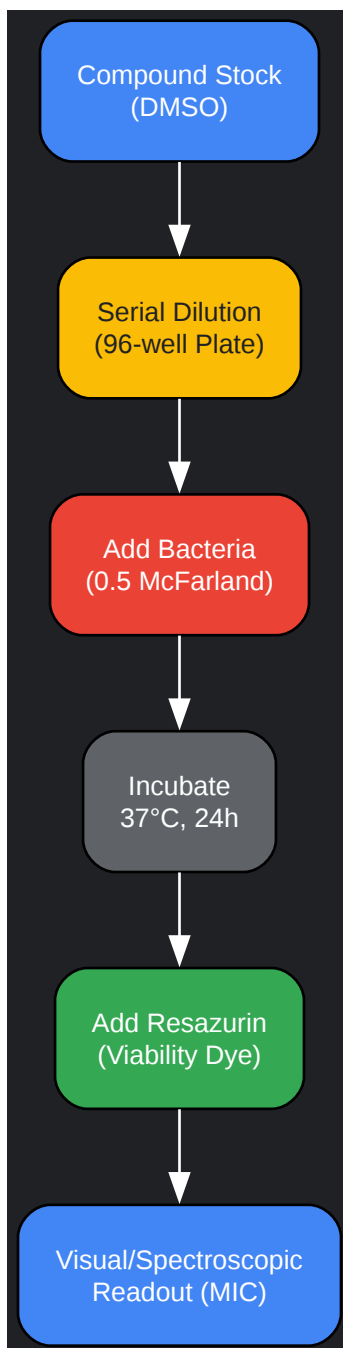 Compound Stock
(DMSO)
Serial Dilution
(96-well Plate)
Add Bacteria
(0.5 McFarland)
Incubate
37°C, 24h
Add Resazurin
(Viability Dye)
Visual/Spectroscopic
Readout (MIC)